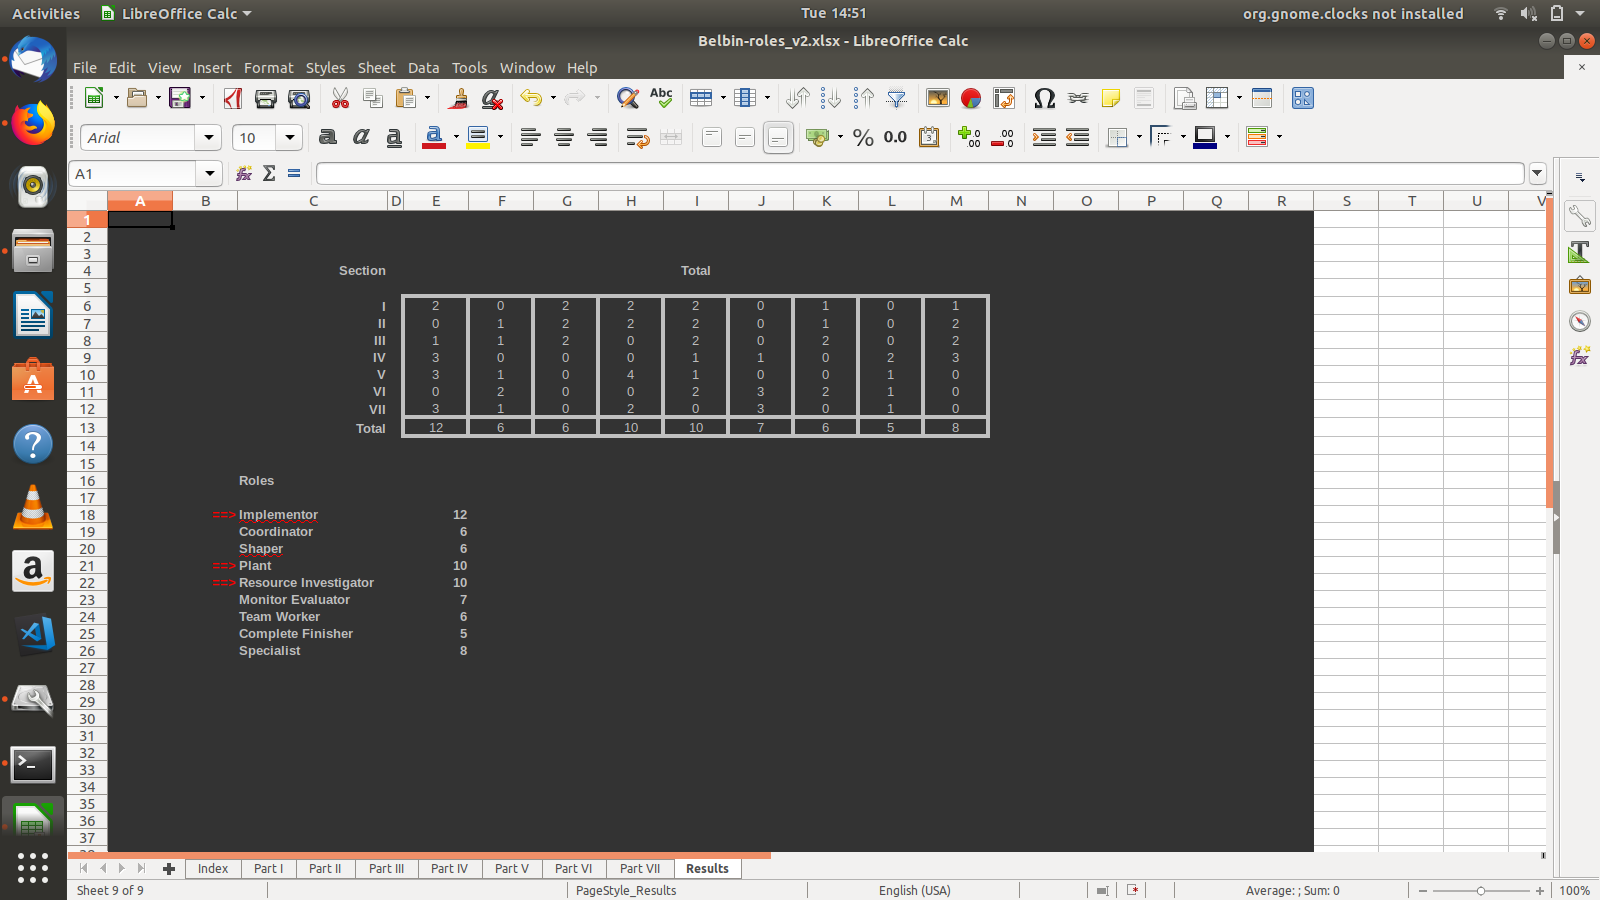 Activities LibreOffice Calc Tue 14:51 org.gnome.clocks not installed
Belbin-roles_v2.xlsx - LibreOffice Calc
File Edit View Insert Format Styles Sheet Data Tools Window Help
Abc
Arial 10 a a a a % 0.0
A1
A B C D E F G H I J K L M N O P Q R S T U V
1
2
3
4 Section Total
5
6 I 2 0 2 2 2 0 1 0 1
7 II 0 1 2 2 2 0 1 0 2
8 III 1 1 2 0 2 0 2 0 2
9 IV 3 0 0 0 1 1 0 2 3
10 V 3 1 0 4 1 0 0 1 0
11 VI 0 2 0 0 2 3 2 1 0
12 VII 3 1 0 2 0 3 0 1 0
13 Total 12 6 6 10 10 7 6 5 8
14
15
16 Roles
17
18 ==> Implementor 12
19 Coordinator 6
20 Shaper 6
21 ==> Plant 10
22 ==> Resource Investigator 10
23 Monitor Evaluator 7
24 Team Worker 6
25 Complete Finisher 5
26 Specialist 8
27
28
29
30
31
32
33
34
35
36
37
Index Part I Part II Part III Part IV Part V Part VI Part VII Results
Sheet 9 of 9 PageStyle_Results English (USA) Average: ; Sum: 0 100%